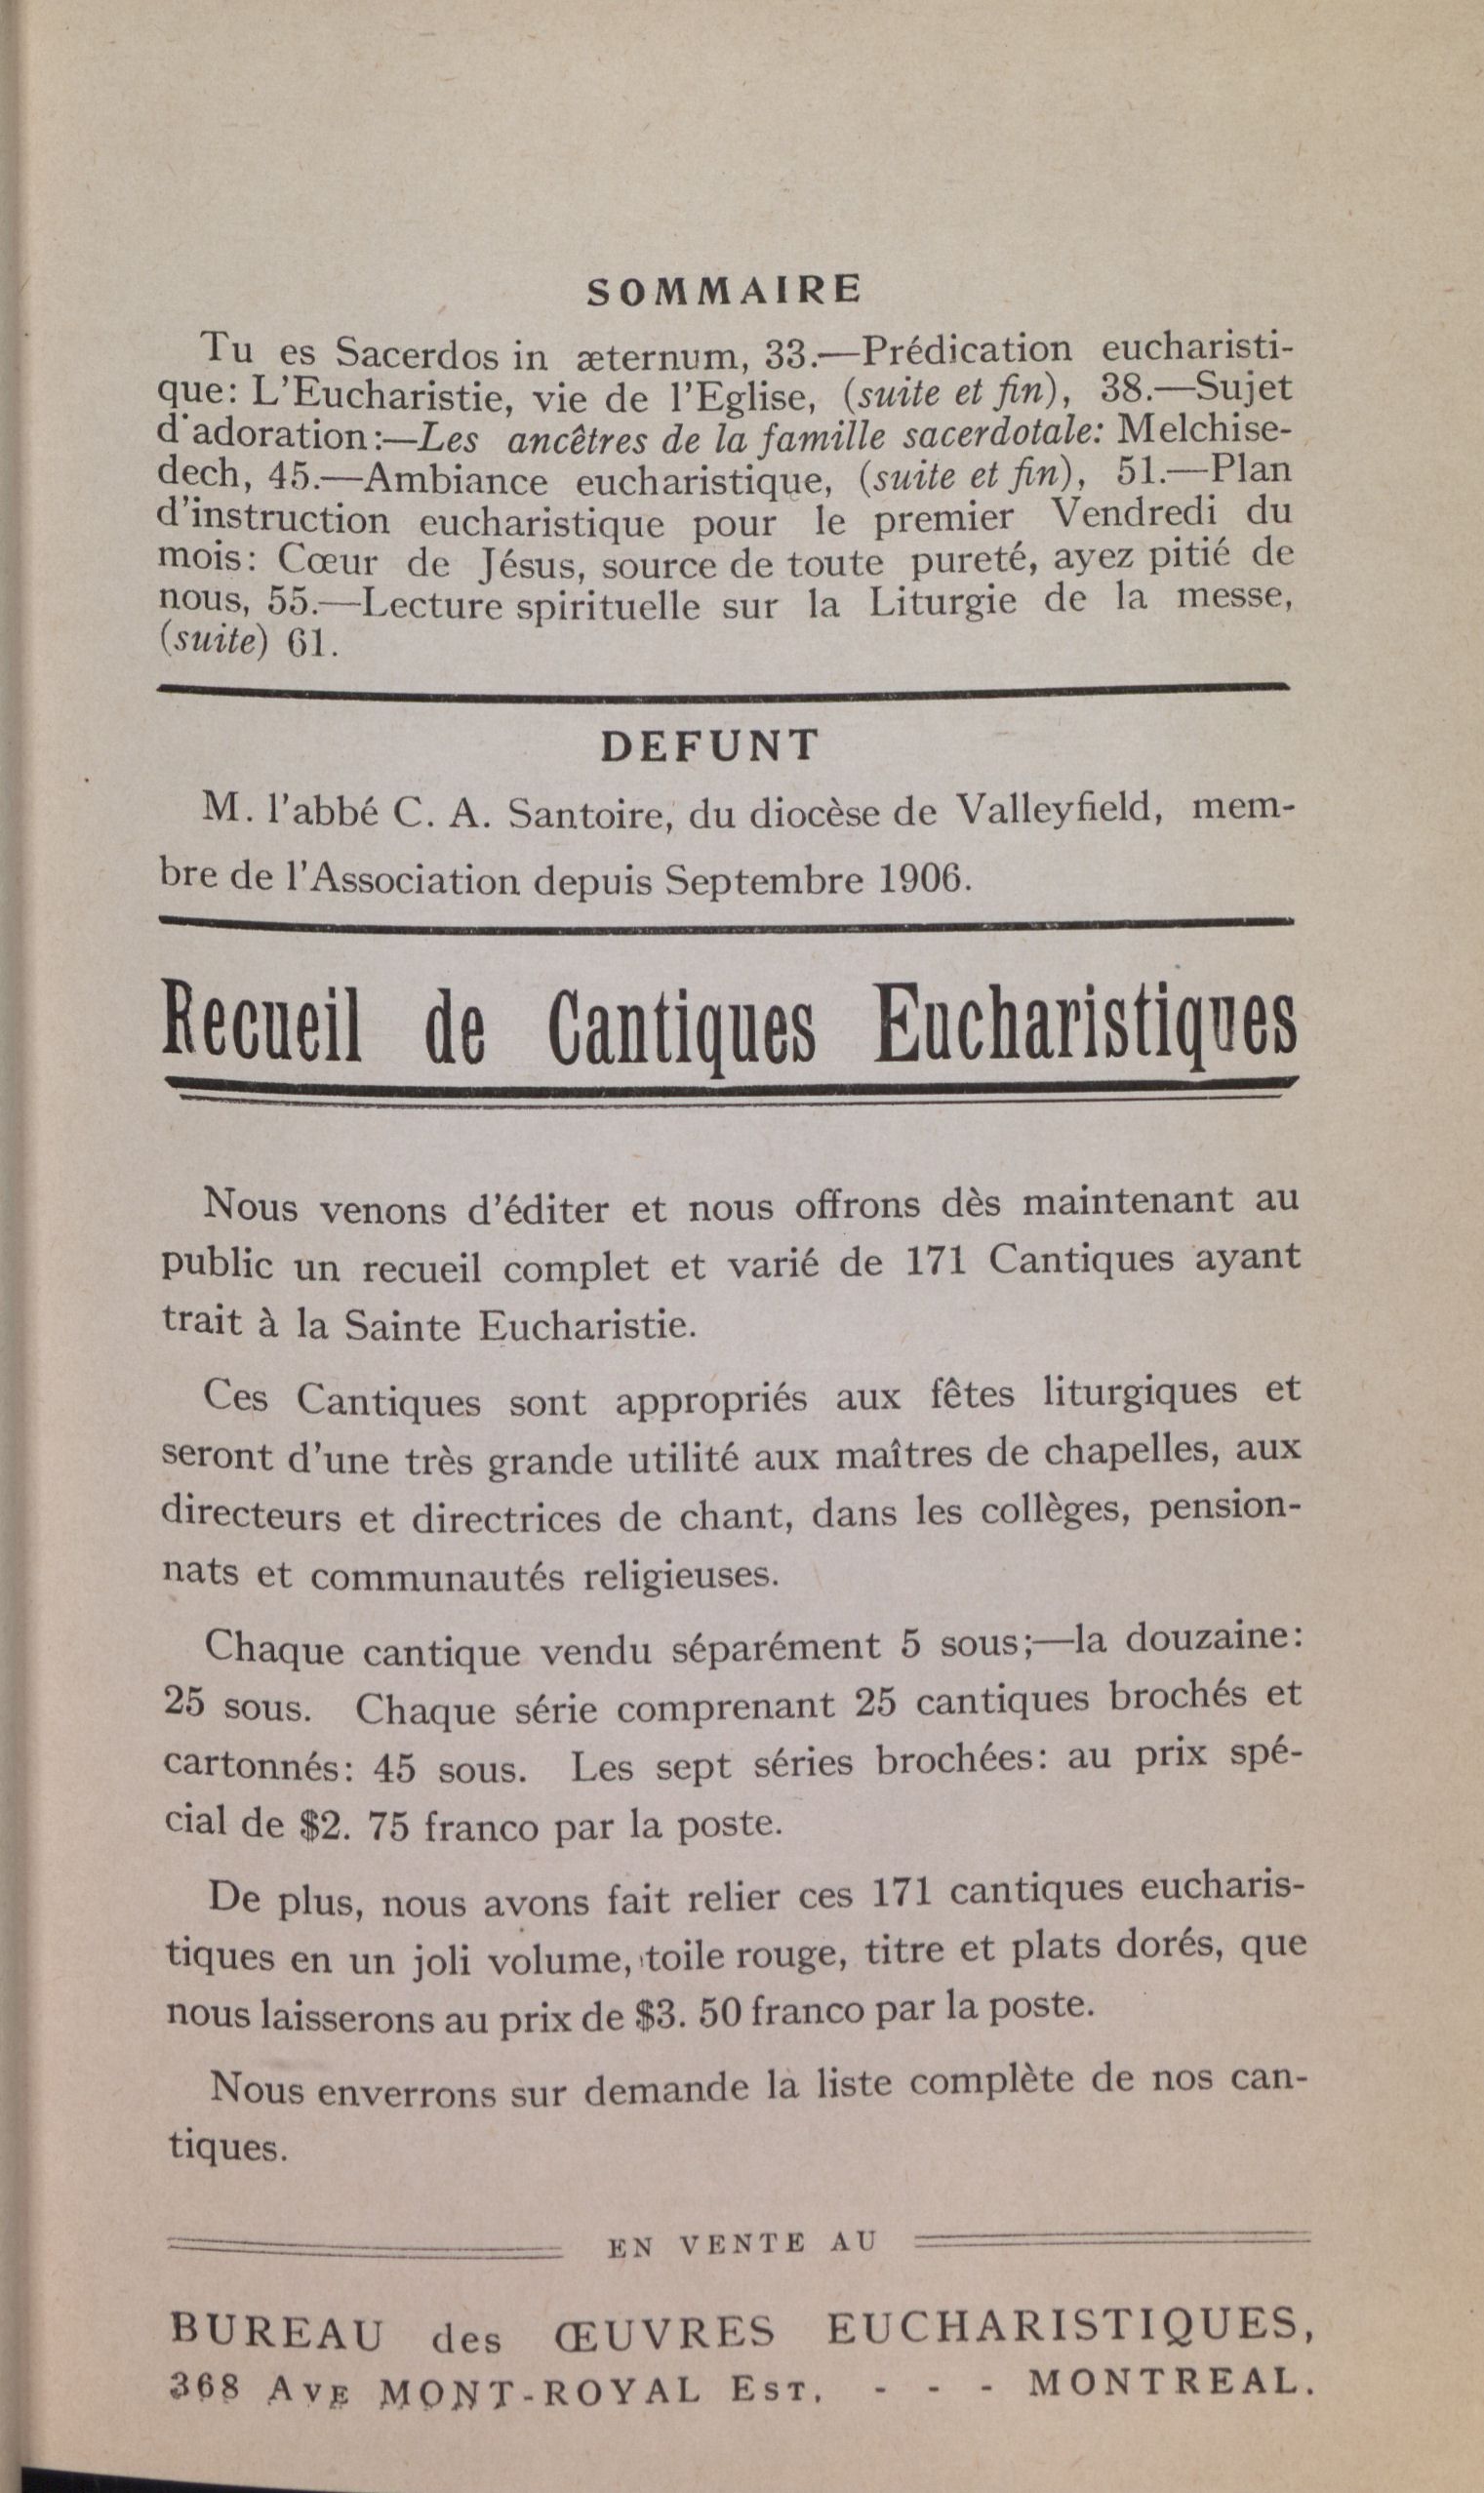 SOMMAIRE
Tu es Sacerdos in æternum, 33.—Prédication eucharisti-
que: L'Eucharistie, vie de l'Eglise, (suite et fin), 38.—Sujet
d'adoration:—Les ancêtres de la famille sacerdotale: Melchise-
dech, 45.—Ambiance eucharistique, (suite et fin), 51.—Plan
d'instruction eucharistique pour le premier Vendredi du
mois: Cœur de Jésus, source de toute pureté, ayez pitié de
nous, 55.—Lecture spirituelle sur la Liturgie de la messe,
(suite) 61.
DEFUNT
M. l'abbé C. A. Santoire, du diocèse de Valleyfield, mem-
bre de l'Association depuis Septembre 1906.
Recueil de Cantiques Eucharistiques
Nous venons d'éditer et nous offrons dès maintenant au
public un recueil complet et varié de 171 Cantiques ayant
trait à la Sainte Eucharistie.
Ces Cantiques sont appropriés aux fêtes liturgiques et
seront d'une très grande utilité aux maîtres de chapelles, aux
directeurs et directrices de chant, dans les collèges, pension-
nats et communautés religieuses.
Chaque cantique vendu séparément 5 sous;—la douzaine:
25 sous. Chaque série comprenant 25 cantiques brochés et
cartonnés: 45 sous. Les sept séries brochées: au prix spé-
cial de $2. 75 franco par la poste.
De plus, nous avons fait relier ces 171 cantiques eucharis-
tiques en un joli volume, toile rouge, titre et plats dorés, que
nous laisserons au prix de $3. 50 franco par la poste.
Nous enverrons sur demande la liste complète de nos can-
tiques.
EN VENTE AU
BUREAU des ŒUVRES EUCHARISTIQUES,
368 AVE MONT-ROYAL EST. - - - MONTREAL.